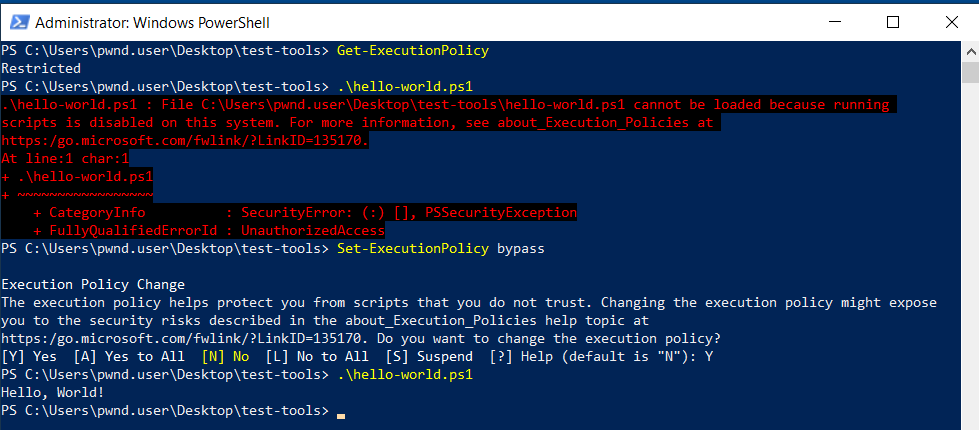 Administrator: Windows PowerShell
PS C:\Users\pwnd.user\Desktop\test-tools> Get-ExecutionPolicy
Restricted
PS C:\Users\pwnd.user\Desktop\test-tools> .\hello-world.ps1
.\hello-world.ps1 : File C:\Users\pwnd.user\Desktop\test-tools\hello-world.ps1 cannot be loaded because running
scripts is disabled on this system. For more information, see about_Execution_Policies at
https:/go.microsoft.com/fwlink/?LinkID=135170.
At line:1 char:1
+ .\hello-world.ps1
+ ~~~~~~~~~~~~~~~~~
    + CategoryInfo          : SecurityError: (:) [], PSSecurityException
    + FullyQualifiedErrorId : UnauthorizedAccess
PS C:\Users\pwnd.user\Desktop\test-tools> Set-ExecutionPolicy bypass
Execution Policy Change
The execution policy helps protect you from scripts that you do not trust. Changing the execution policy might expose
you to the security risks described in the about_Execution_Policies help topic at
https:/go.microsoft.com/fwlink/?LinkID=135170. Do you want to change the execution policy?
[Y] Yes  [A] Yes to All  [N] No  [L] No to All  [S] Suspend  [?] Help (default is "N"): Y
PS C:\Users\pwnd.user\Desktop\test-tools> .\hello-world.ps1
Hello, World!
PS C:\Users\pwnd.user\Desktop\test-tools>